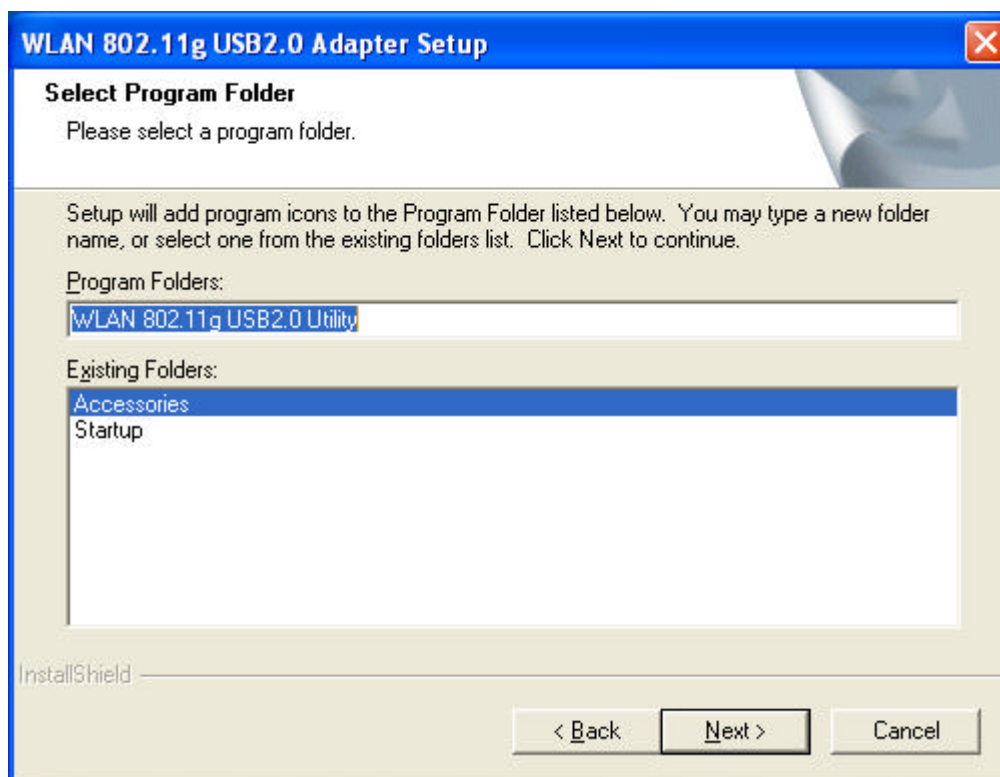 WLAN 802.11g USB2.0 Adapter Setup
Select Program Folder
Please select a program folder.
Setup will add program icons to the Program Folder listed below.  You may type a new folder
name, or select one from the existing folders list.  Click Next to continue.
Program Folders:
WLAN 802.11g USB2.0 Utility
Existing Folders:
Accessories
Startup
InstallShield
< Back
Next >
Cancel